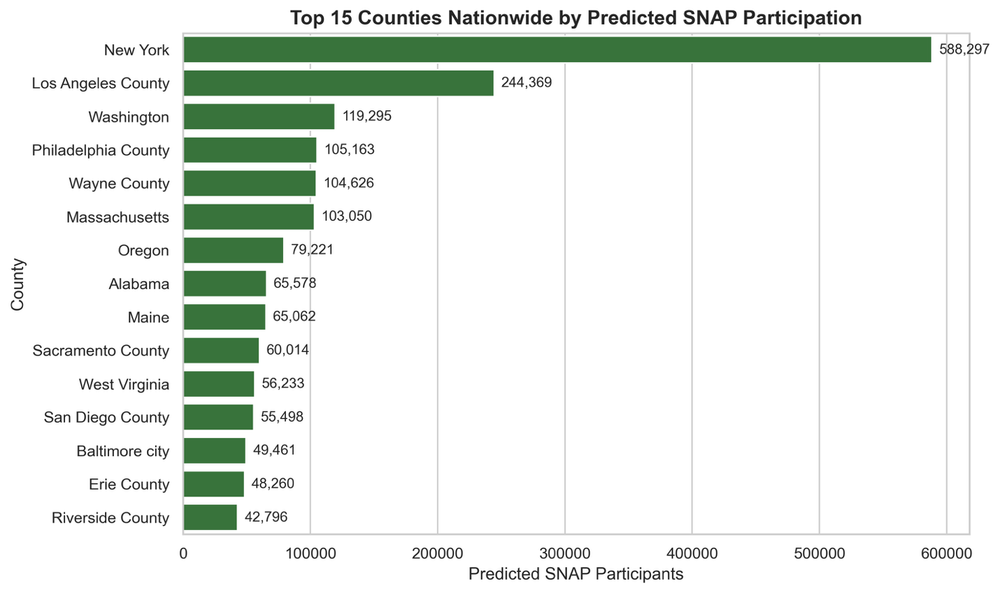 Top 15 Counties Nationwide by Predicted SNAP Participation
New York 588,297
Los Angeles County 244,369
Washington 119,295
Philadelphia County 105,163
Wayne County 104,626
Massachusetts 103,050
Oregon 79,221
Alabama 65,578
Maine 65,062
Sacramento County 60,014
West Virginia 56,233
San Diego County 55,498
Baltimore city 49,461
Erie County 48,260
Riverside County 42,796
County
0 100000 200000 300000 400000 500000 600000
Predicted SNAP Participants